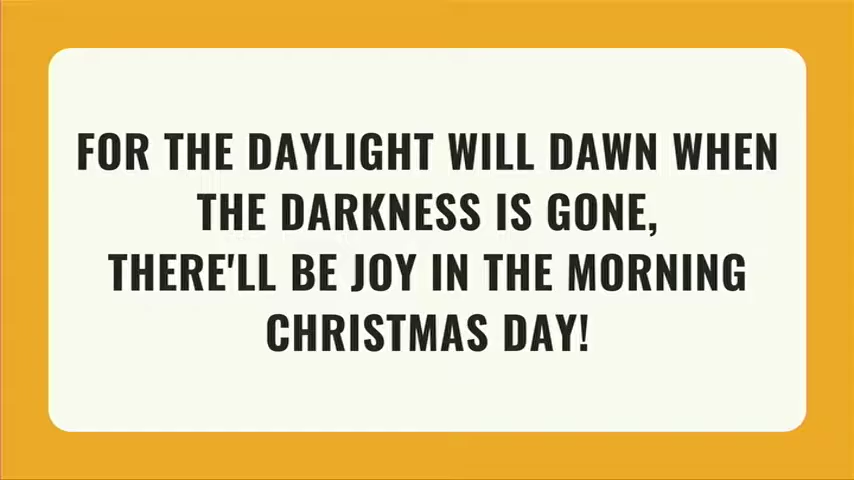 FOR THE DAYLIGHT WILL DAWN WHEN
THE DARKNESS IS GONE,
THERE'LL BE JOY IN THE MORNING
CHRISTMAS DAY!